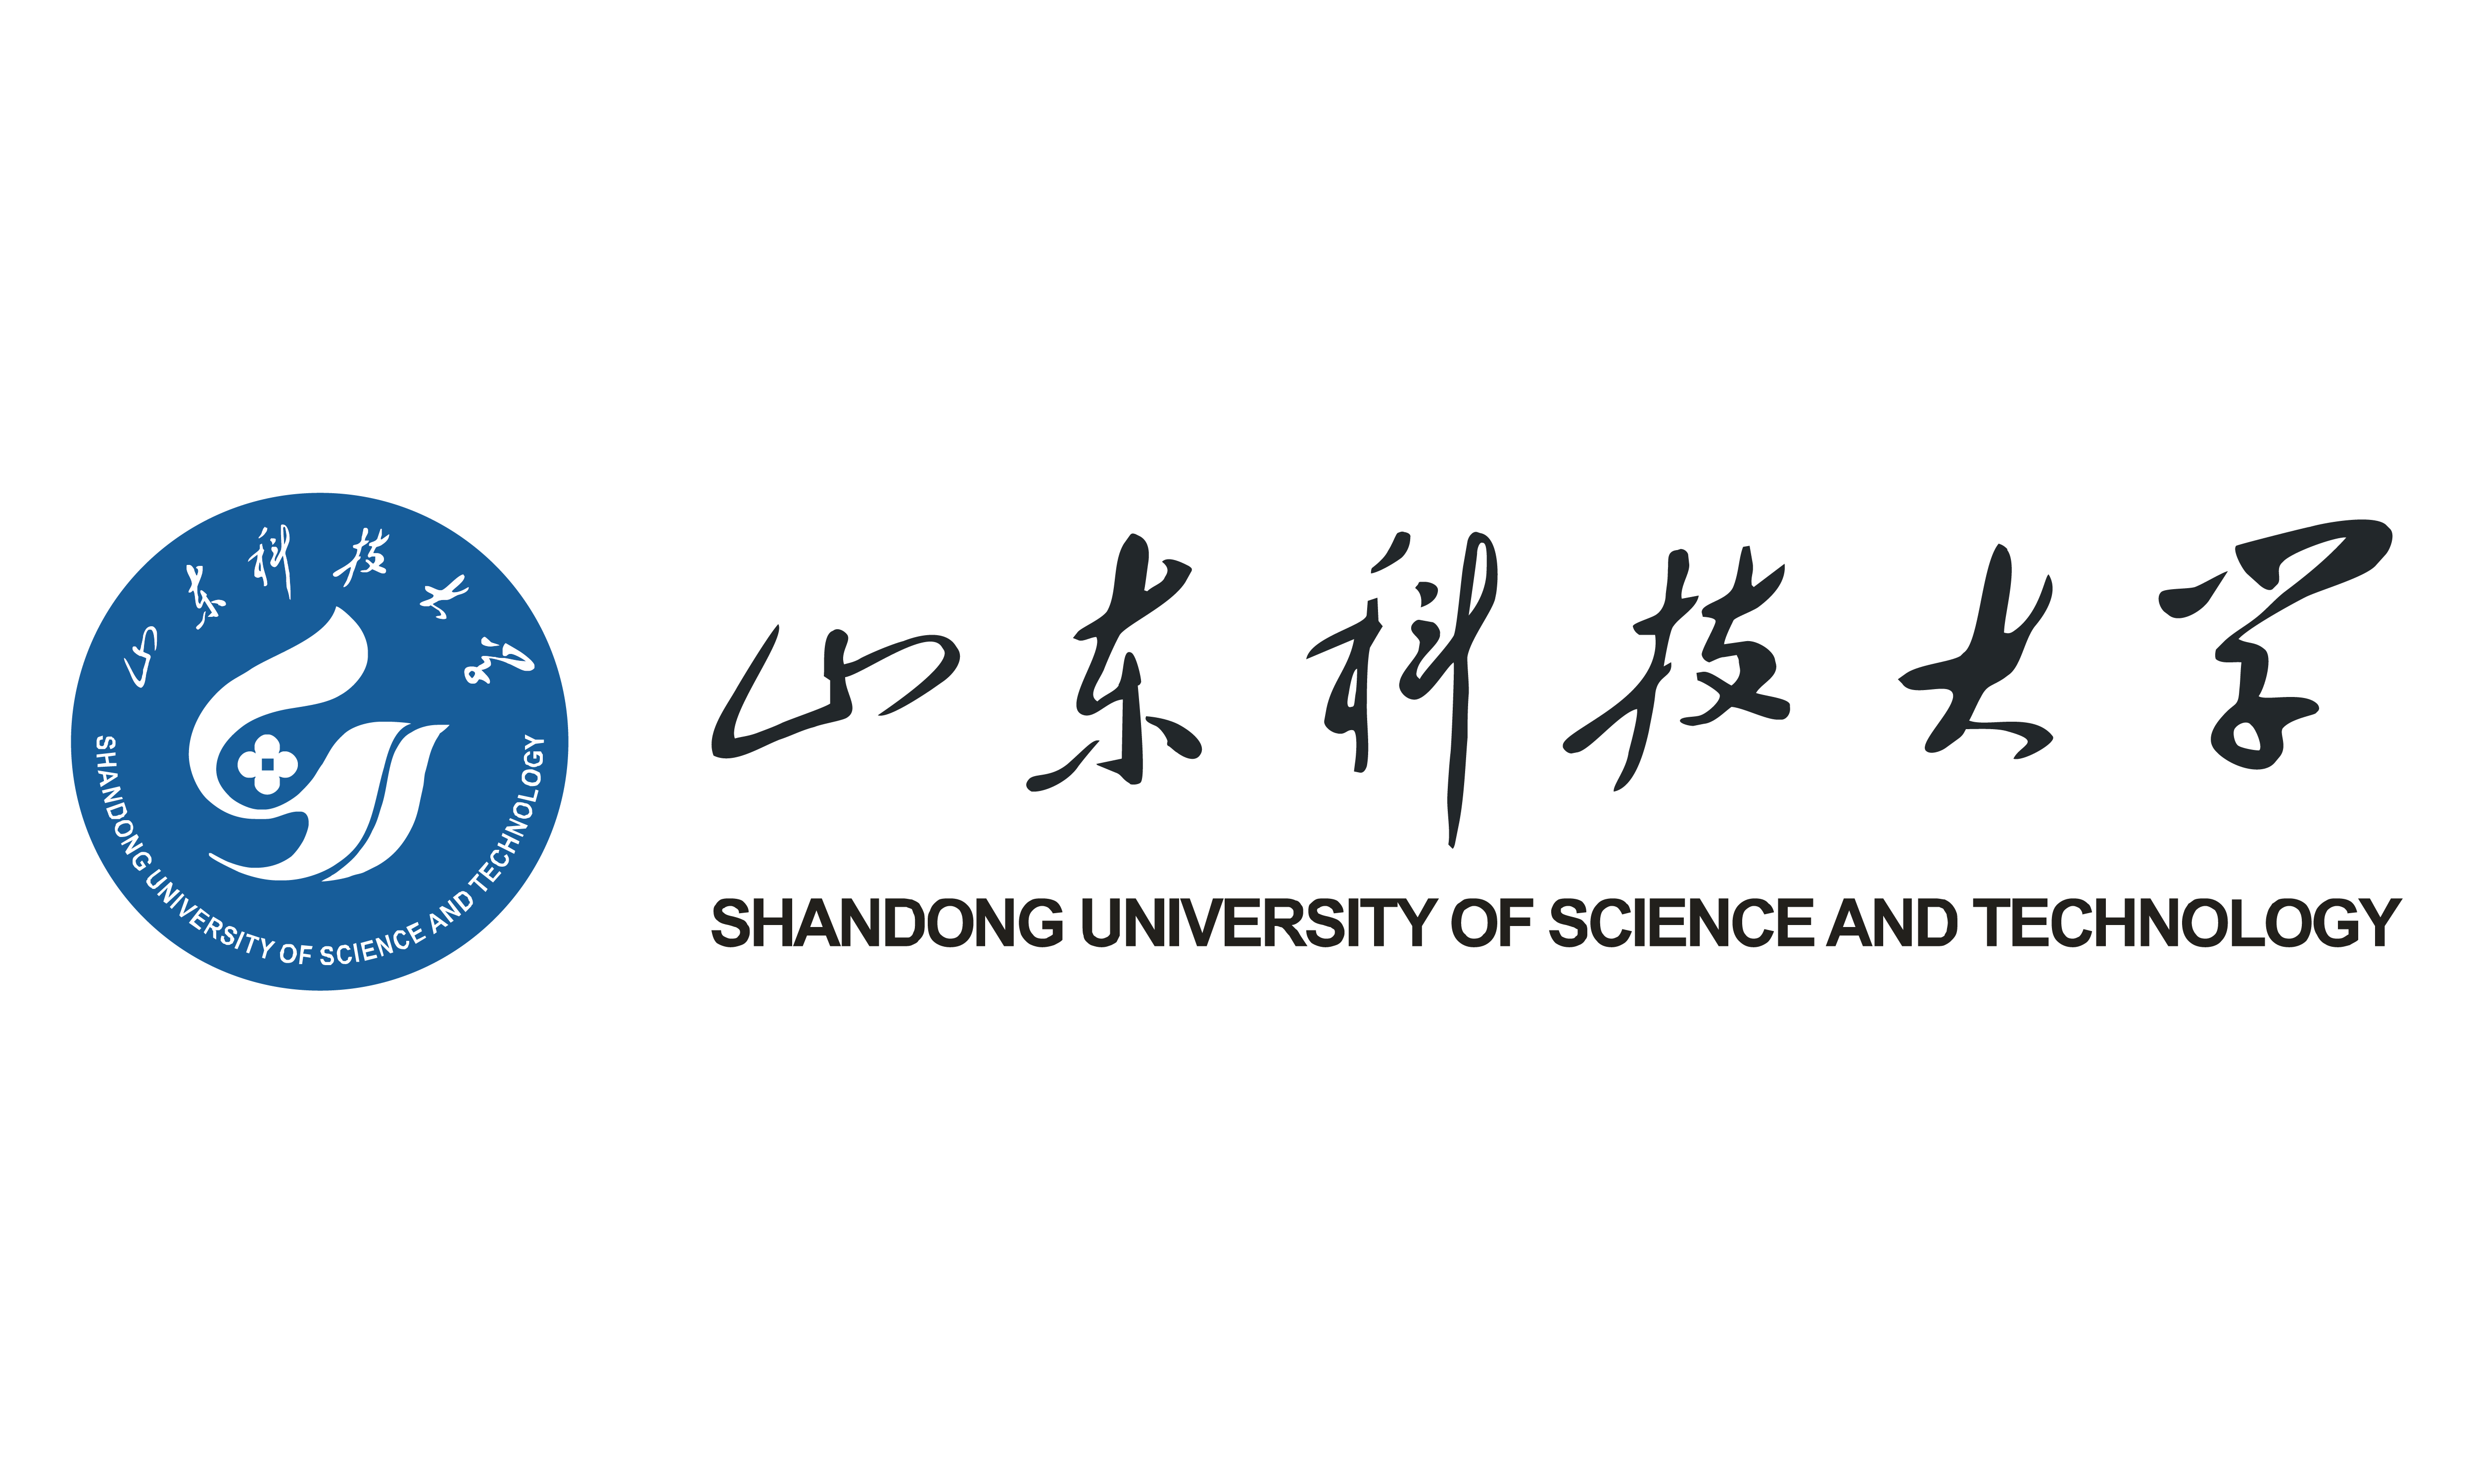 山东科技大学
SHANDONG UNIVERSITY OF SCIENCE AND TECHNOLOGY
山东科技大学
SHANDONG UNIVERSITY OF SCIENCE AND TECHNOLOGY